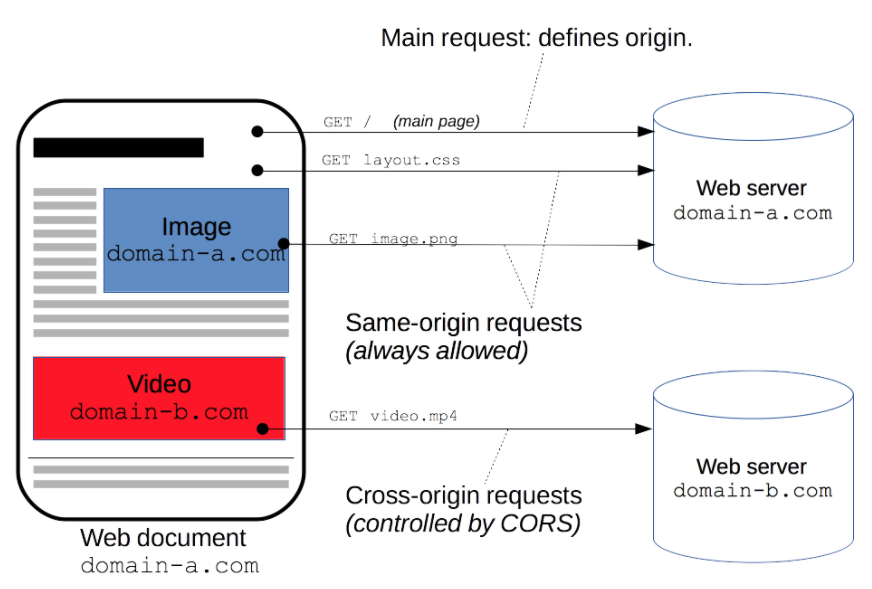 Main request: defines origin.
GET / (main page)
GET layout.css
Image
domain-a.com
GET image.png
Web server
domain-a.com
Same-origin requests
(always allowed)
Video
domain-b.com
GET video.mp4
Web server
domain-b.com
Cross-origin requests
(controlled by CORS)
Web document
domain-a.com